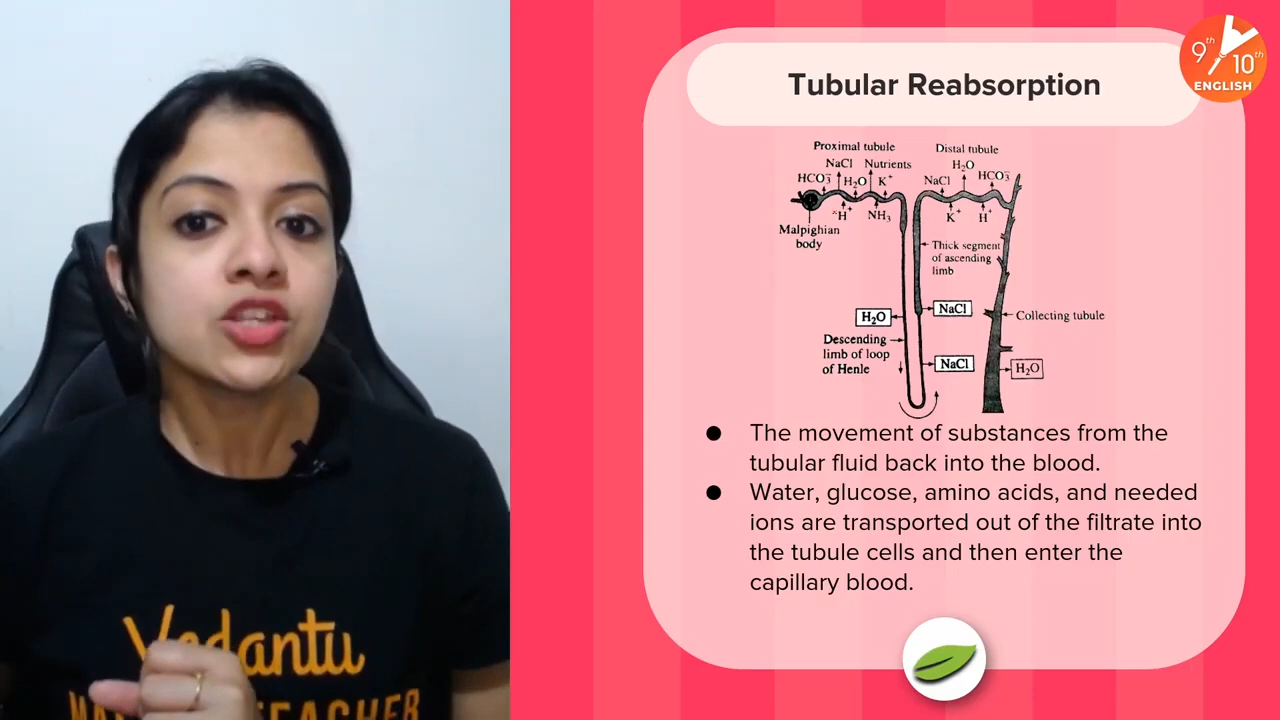 Tubular Reabsorption
9th
10th
ENGLISH
Proximal tubule
Distal tubule
NaCl Nutrients
H₂O
HCO₃⁻ H₂O K⁺
NaCl HCO₃⁻
H⁺ NH₃
K⁺ H⁺
Malpighian
body
Thick segment
of ascending
limb
H₂O
NaCl
Collecting tubule
Descending
limb of loop
of Henle
NaCl
H₂O
● The movement of substances from the
tubular fluid back into the blood.
● Water, glucose, amino acids, and needed
ions are transported out of the filtrate into
the tubule cells and then enter the
capillary blood.
Vedantu